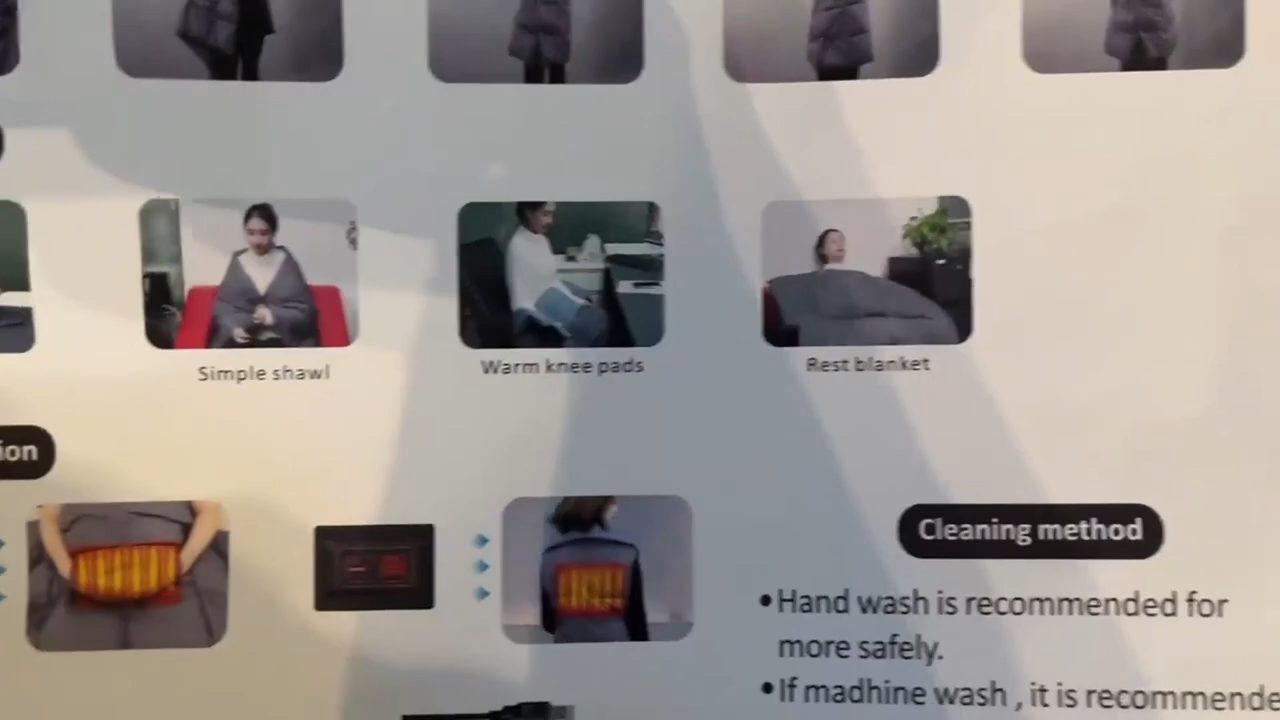 Simple shawl
Warm knee pads
Rest blanket
ion
Cleaning method
•Hand wash is recommended for
more safely.
•If madhine wash , it is recommende